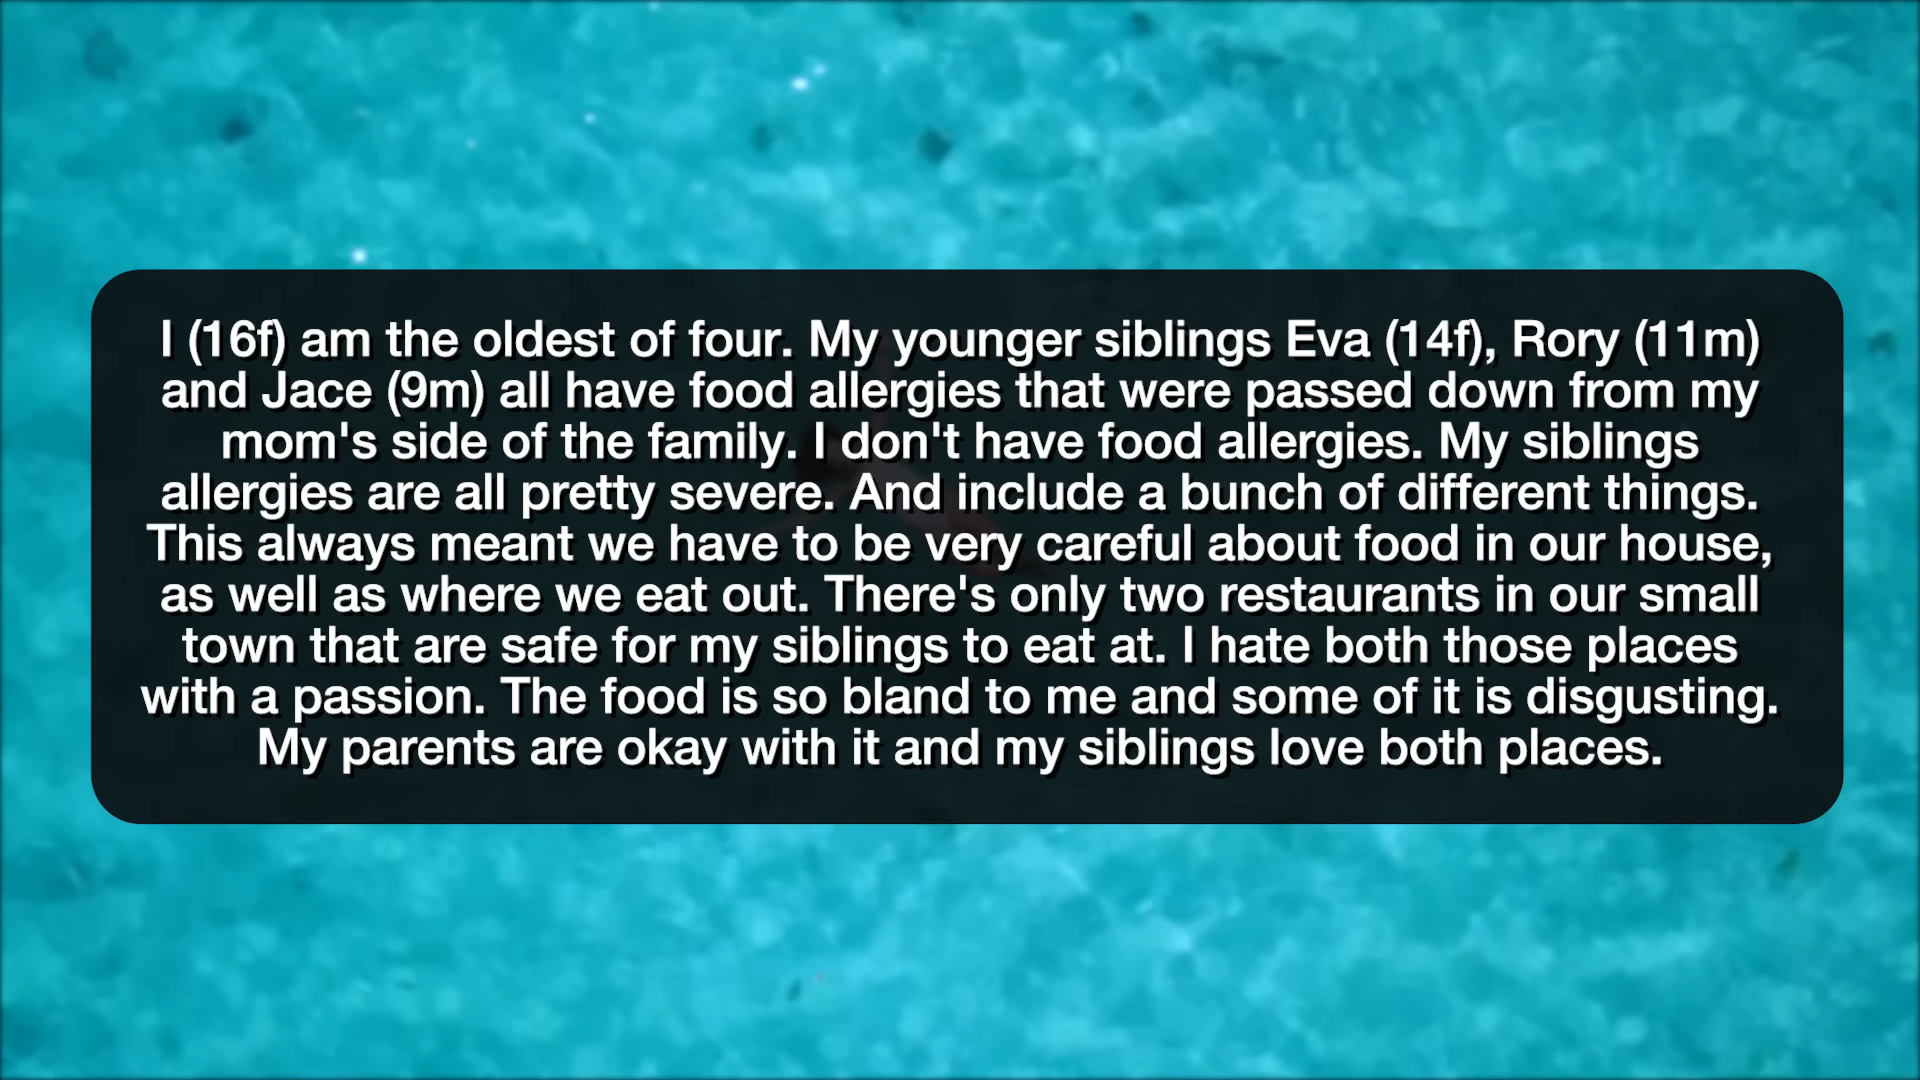 I (16f) am the oldest of four. My younger siblings Eva (14f), Rory (11m)
and Jace (9m) all have food allergies that were passed down from my
mom's side of the family. I don't have food allergies. My siblings
allergies are all pretty severe. And include a bunch of different things.
This always meant we have to be very careful about food in our house,
as well as where we eat out. There's only two restaurants in our small
town that are safe for my siblings to eat at. I hate both those places
with a passion. The food is so bland to me and some of it is disgusting.
My parents are okay with it and my siblings love both places.